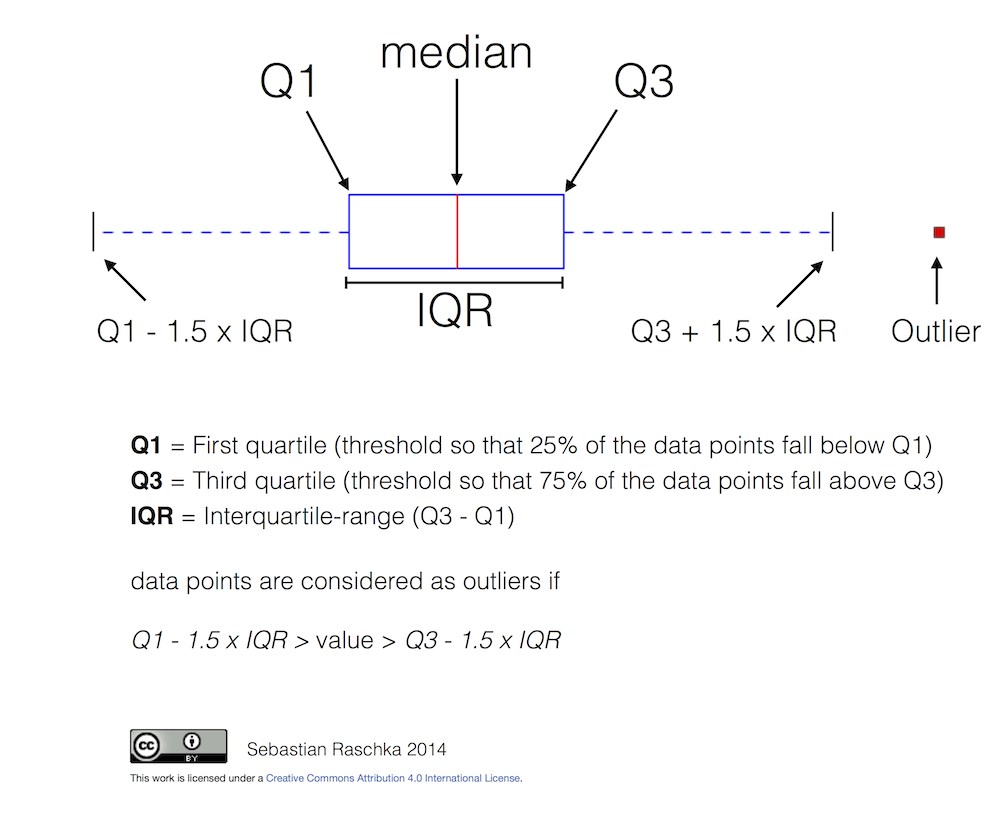 median
Q1
Q3
IQR
Q1 - 1.5 x IQR
Q3 + 1.5 x IQR
Outlier
Q1 = First quartile (threshold so that 25% of the data points fall below Q1)
Q3 = Third quartile (threshold so that 75% of the data points fall above Q3)
IQR = Interquartile-range (Q3 - Q1)
data points are considered as outliers if
Q1 - 1.5 x IQR > value > Q3 - 1.5 x IQR
cc
BY
Sebastian Raschka 2014
This work is licensed under a Creative Commons Attribution 4.0 International License.